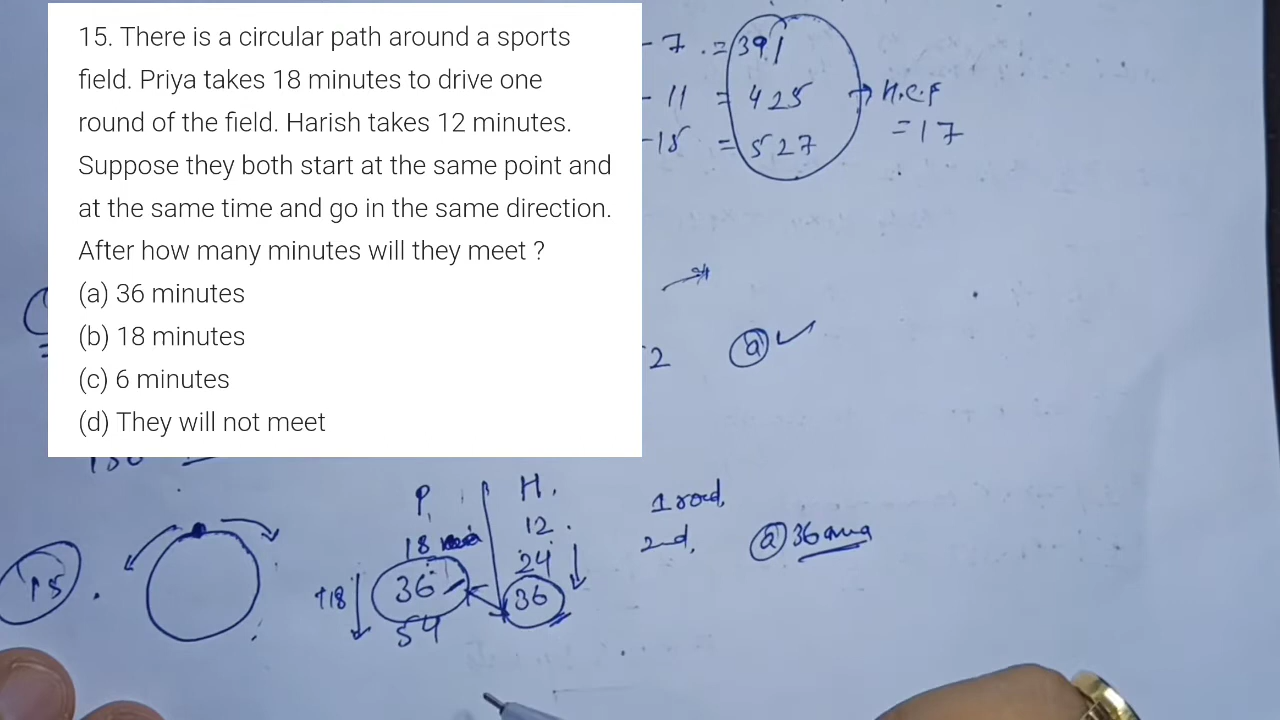 15. There is a circular path around a sports
field. Priya takes 18 minutes to drive one
round of the field. Harish takes 12 minutes.
Suppose they both start at the same point and
at the same time and go in the same direction.
After how many minutes will they meet ?
(a) 36 minutes
(b) 18 minutes
(c) 6 minutes
(d) They will not meet
- 7 . = 391
- 11 = 425 → H.C.F
= 17
-15 = 527
2 (a) ✓
15.
P H.
18 12 .
36 24
+18 36
54
2nd, (a) 36